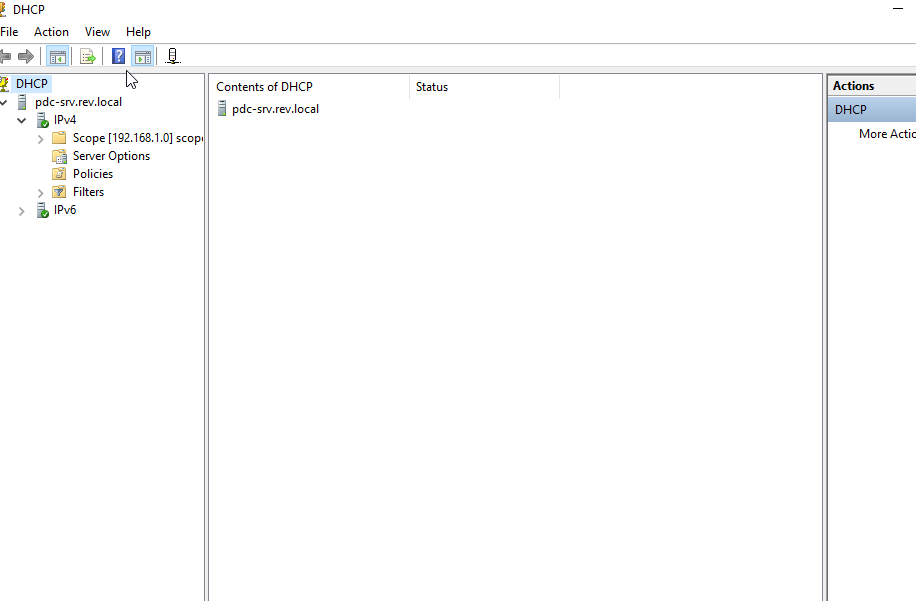 DHCP
File Action View Help
DHCP
pdc-srv.rev.local
IPv4
Scope [192.168.1.0] scope
Server Options
Policies
Filters
IPv6
Contents of DHCP Status
pdc-srv.rev.local
Actions
DHCP
More Actic